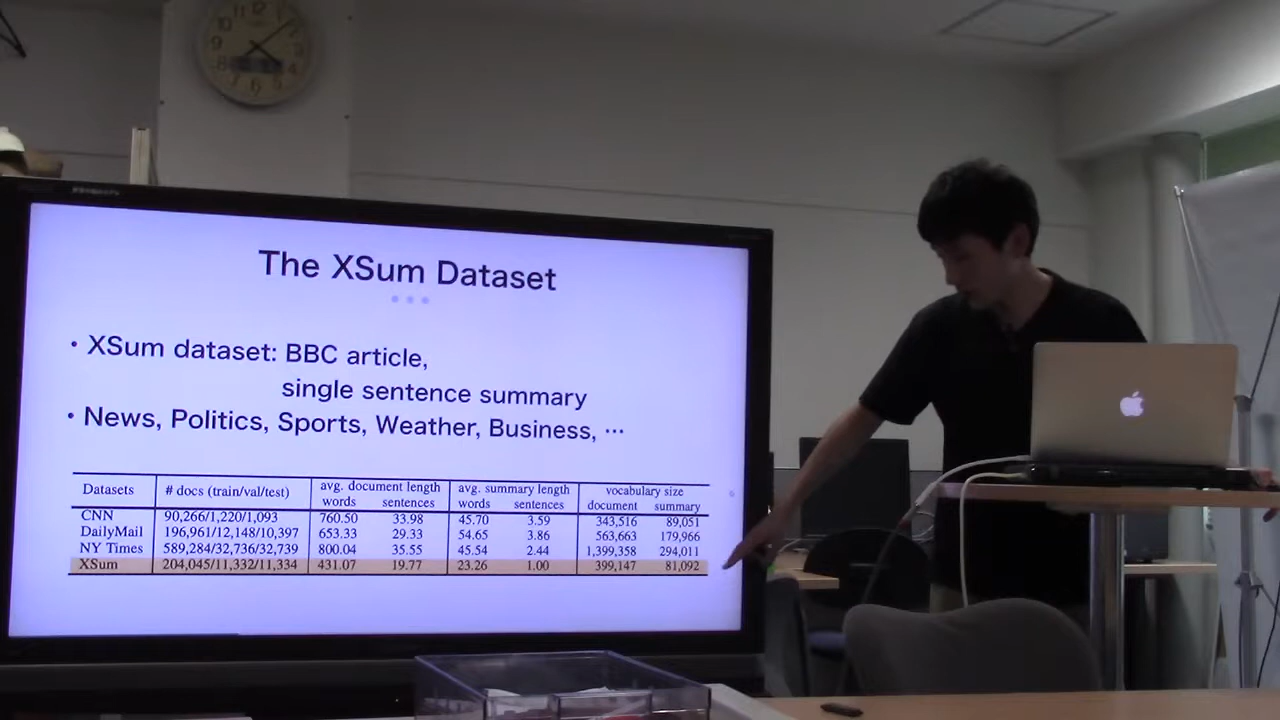 The XSum Dataset
• XSum dataset: BBC article,
single sentence summary
• News, Politics, Sports, Weather, Business, ⋯
Datasets # docs (train/val/test) avg. document length avg. summary length vocabulary size
words sentences words sentences document summary
CNN 90,266/1,220/1,093 760.50 33.98 45.70 3.59 343,516 89,051
DailyMail 196,961/12,148/10,397 653.33 29.33 54.65 3.86 563,663 179,966
NY Times 589,284/32,736/32,739 800.04 35.55 45.54 2.44 1,399,358 294,011
XSum 204,045/11,332/11,334 431.07 19.77 23.26 1.00 399,147 81,092